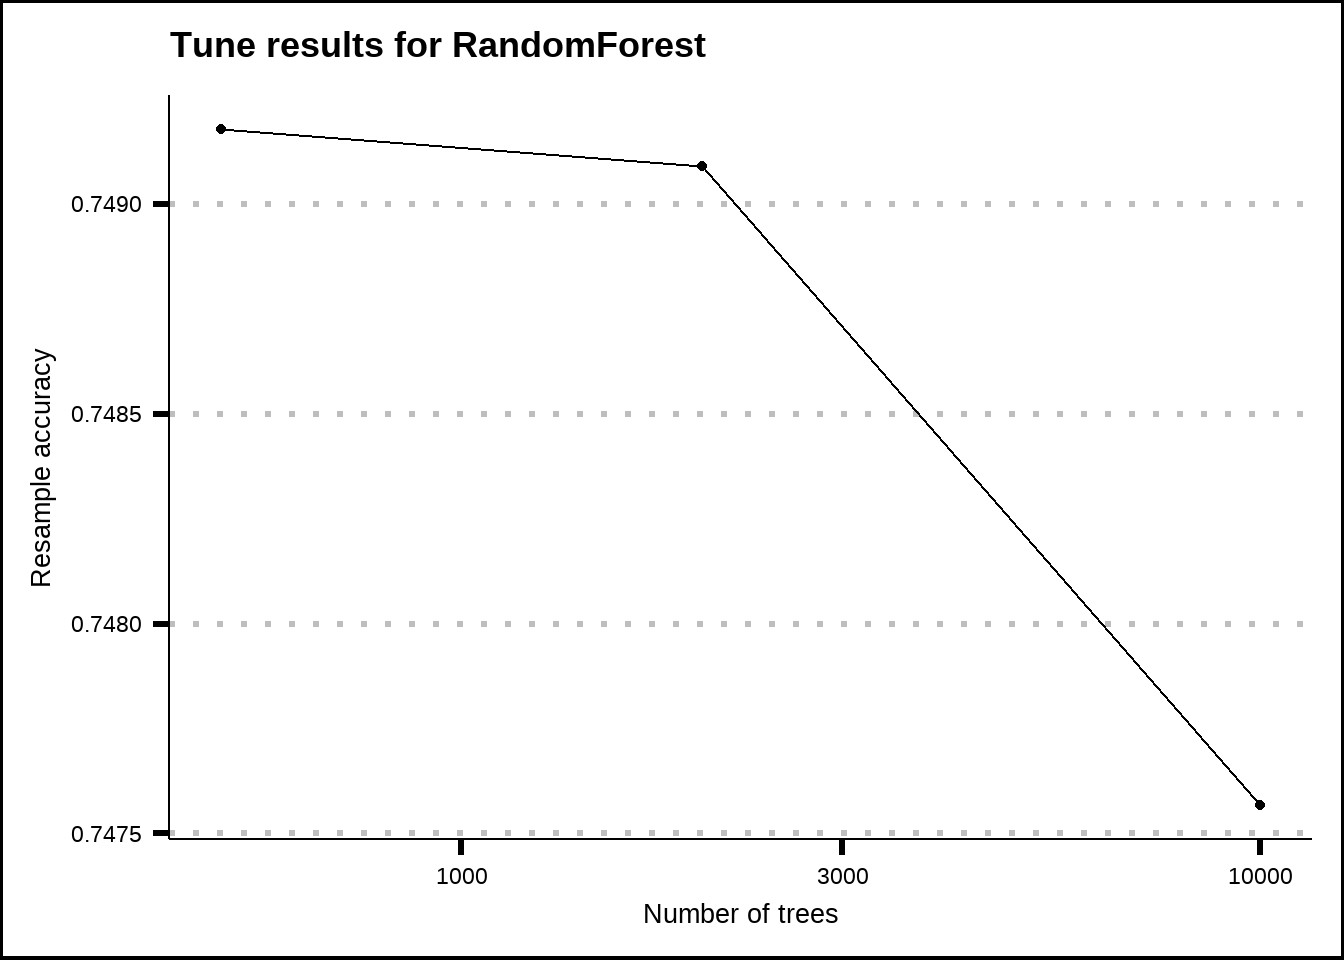 Tune results for RandomForest
0.7490
0.7485
0.7480
0.7475
Resample accuracy
1000 3000 10000
Number of trees